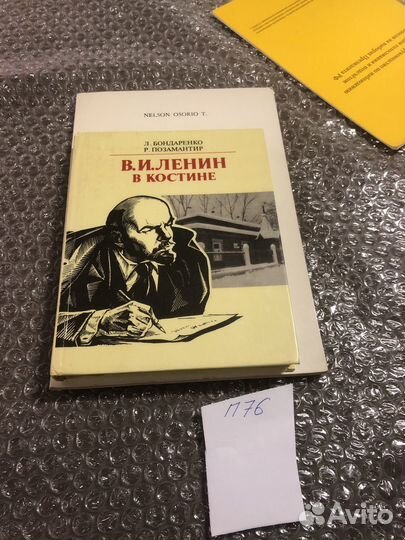 NELSON OSORIO T.
Л. БОНДАРЕНКО
Р. ПОЗАМАНТИР
В.И.ЛЕНИН
В КОСТИНЕ
П76
Avito